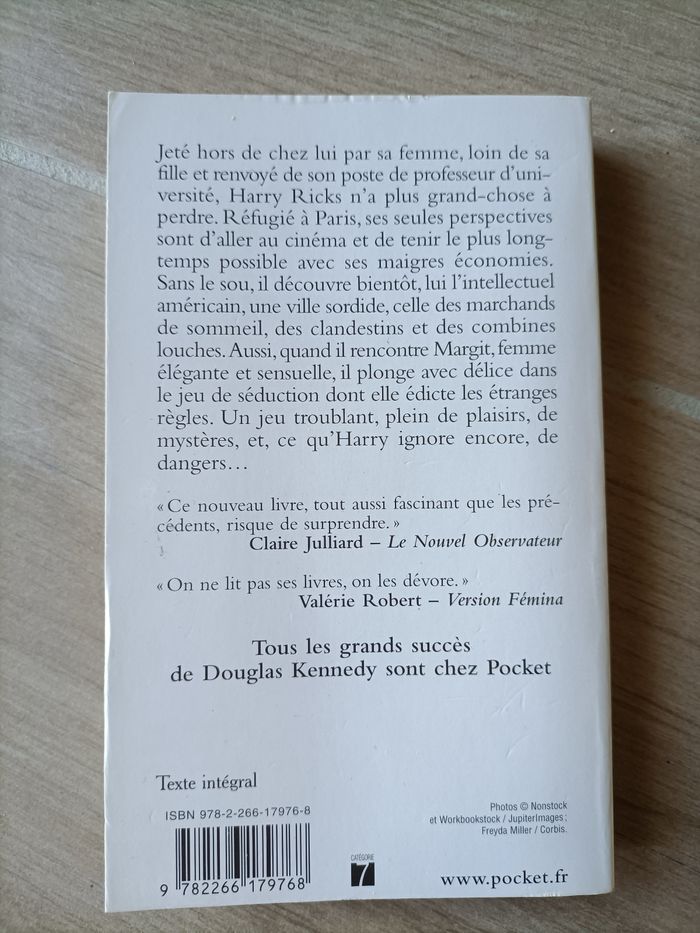 Jeté hors de chez lui par sa femme, loin de sa
fille et renvoyé de son poste de professeur d'uni-
versité, Harry Ricks n'a plus grand-chose à
perdre. Réfugié à Paris, ses seules perspectives
sont d'aller au cinéma et de tenir le plus long-
temps possible avec ses maigres économies.
Sans le sou, il découvre bientôt, lui l'intellectuel
américain, une ville sordide, celle des marchands
de sommeil, des clandestins et des combines
louches. Aussi, quand il rencontre Margit, femme
élégante et sensuelle, il plonge avec délice dans
le jeu de séduction dont elle édicte les étranges
règles. Un jeu troublant, plein de plaisirs, de
mystères, et, ce qu'Harry ignore encore, de
dangers…
« Ce nouveau livre, tout aussi fascinant que les pré-
cédents, risque de surprendre. »
Claire Julliard – Le Nouvel Observateur
« On ne lit pas ses livres, on les dévore. »
Valérie Robert – Version Fémina
Tous les grands succès
de Douglas Kennedy sont chez Pocket
Texte intégral
ISBN 978-2-266-17976-8
9 782266 179768
CATÉGORIE
7
Photos © Nonstock
et Workbookstock / JupiterImages ;
Freyda Miller / Corbis.
www.pocket.fr